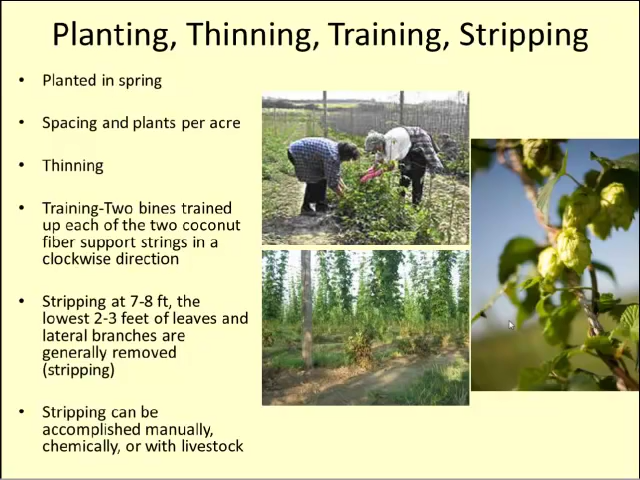 Planting, Thinning, Training, Stripping
• Planted in spring
• Spacing and plants per acre
• Thinning
• Training-Two bines trained
up each of the two coconut
fiber support strings in a
clockwise direction
• Stripping at 7-8 ft, the
lowest 2-3 feet of leaves and
lateral branches are
generally removed
(stripping)
• Stripping can be
accomplished manually,
chemically, or with livestock